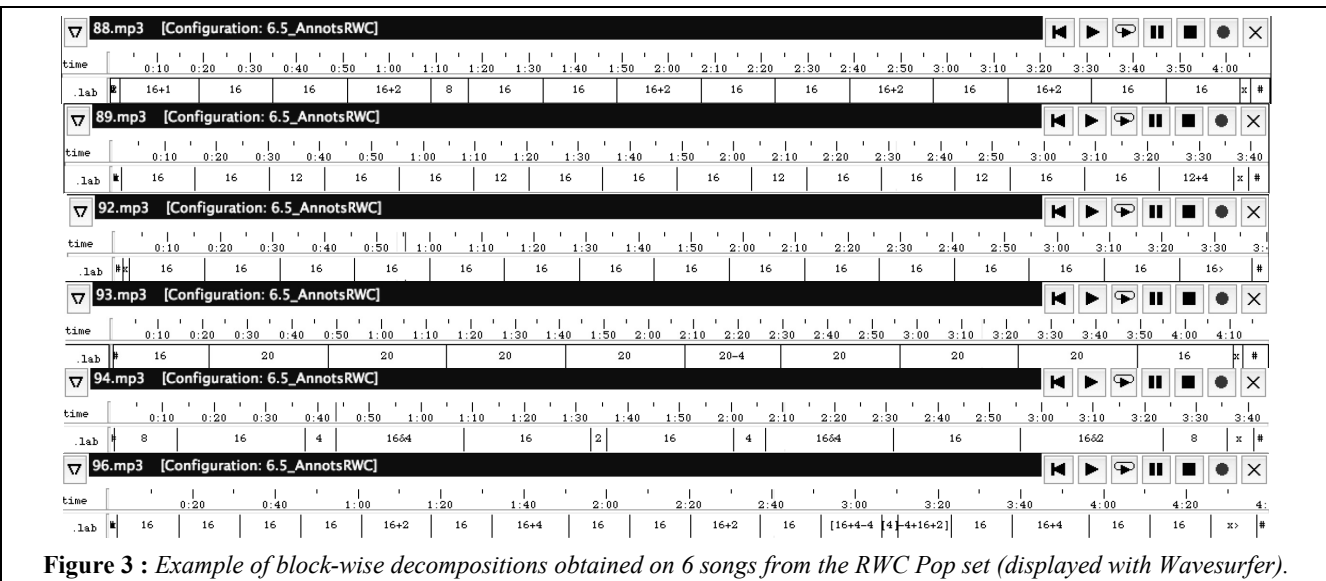 88.mp3 [Configuration: 6.5_AnnotsRWC]
time 0:10 0:20 0:30 0:40 0:50 1:00 1:10 1:20 1:30 1:40 1:50 2:00 2:10 2:20 2:30 2:40 2:50 3:00 3:10 3:20 3:30 3:40 3:50 4:00
.lab 16+1 16 16 16+2 8 16 16 16+2 16 16 16+2 16 16+2 16 16 x #
89.mp3 [Configuration: 6.5_AnnotsRWC]
time 0:10 0:20 0:30 0:40 0:50 1:00 1:10 1:20 1:30 1:40 1:50 2:00 2:10 2:20 2:30 2:40 2:50 3:00 3:10 3:20 3:30 3:40
.lab 16 16 12 16 16 12 16 16 16 12 16 16 12 16 16 12+4 x #
92.mp3 [Configuration: 6.5_AnnotsRWC]
time 0:10 0:20 0:30 0:40 0:50 1:00 1:10 1:20 1:30 1:40 1:50 2:00 2:10 2:20 2:30 2:40 2:50 3:00 3:10 3:20 3:30 3:
.lab # x 16 16 16 16 16 16 16 16 16 16 16 16 16 16 16> #
93.mp3 [Configuration: 6.5_AnnotsRWC]
time 0:10 0:20 0:30 0:40 0:50 1:00 1:10 1:20 1:30 1:40 1:50 2:00 2:10 2:20 2:30 2:40 2:50 3:00 3:10 3:20 3:30 3:40 3:50 4:00 4:10
.lab # 16 20 20 20 20 20-4 20 20 20 16 x #
94.mp3 [Configuration: 6.5_AnnotsRWC]
time 0:10 0:20 0:30 0:40 0:50 1:00 1:10 1:20 1:30 1:40 1:50 2:00 2:10 2:20 2:30 2:40 2:50 3:00 3:10 3:20 3:30 3:40
.lab # 8 16 4 16&4 16 2 16 4 16&4 16 16&2 8 x #
96.mp3 [Configuration: 6.5_AnnotsRWC]
time 0:20 0:40 1:00 1:20 1:40 2:00 2:20 2:40 3:00 3:20 3:40 4:00 4:20 4:
.lab 16 16 16 16 16+2 16 16+4 16 16 16+2 16 [16+4-4 [4]-4+16+2] 16 16+4 16 16 x> #
Figure 3 : Example of block-wise decompositions obtained on 6 songs from the RWC Pop set (displayed with Wavesurfer).